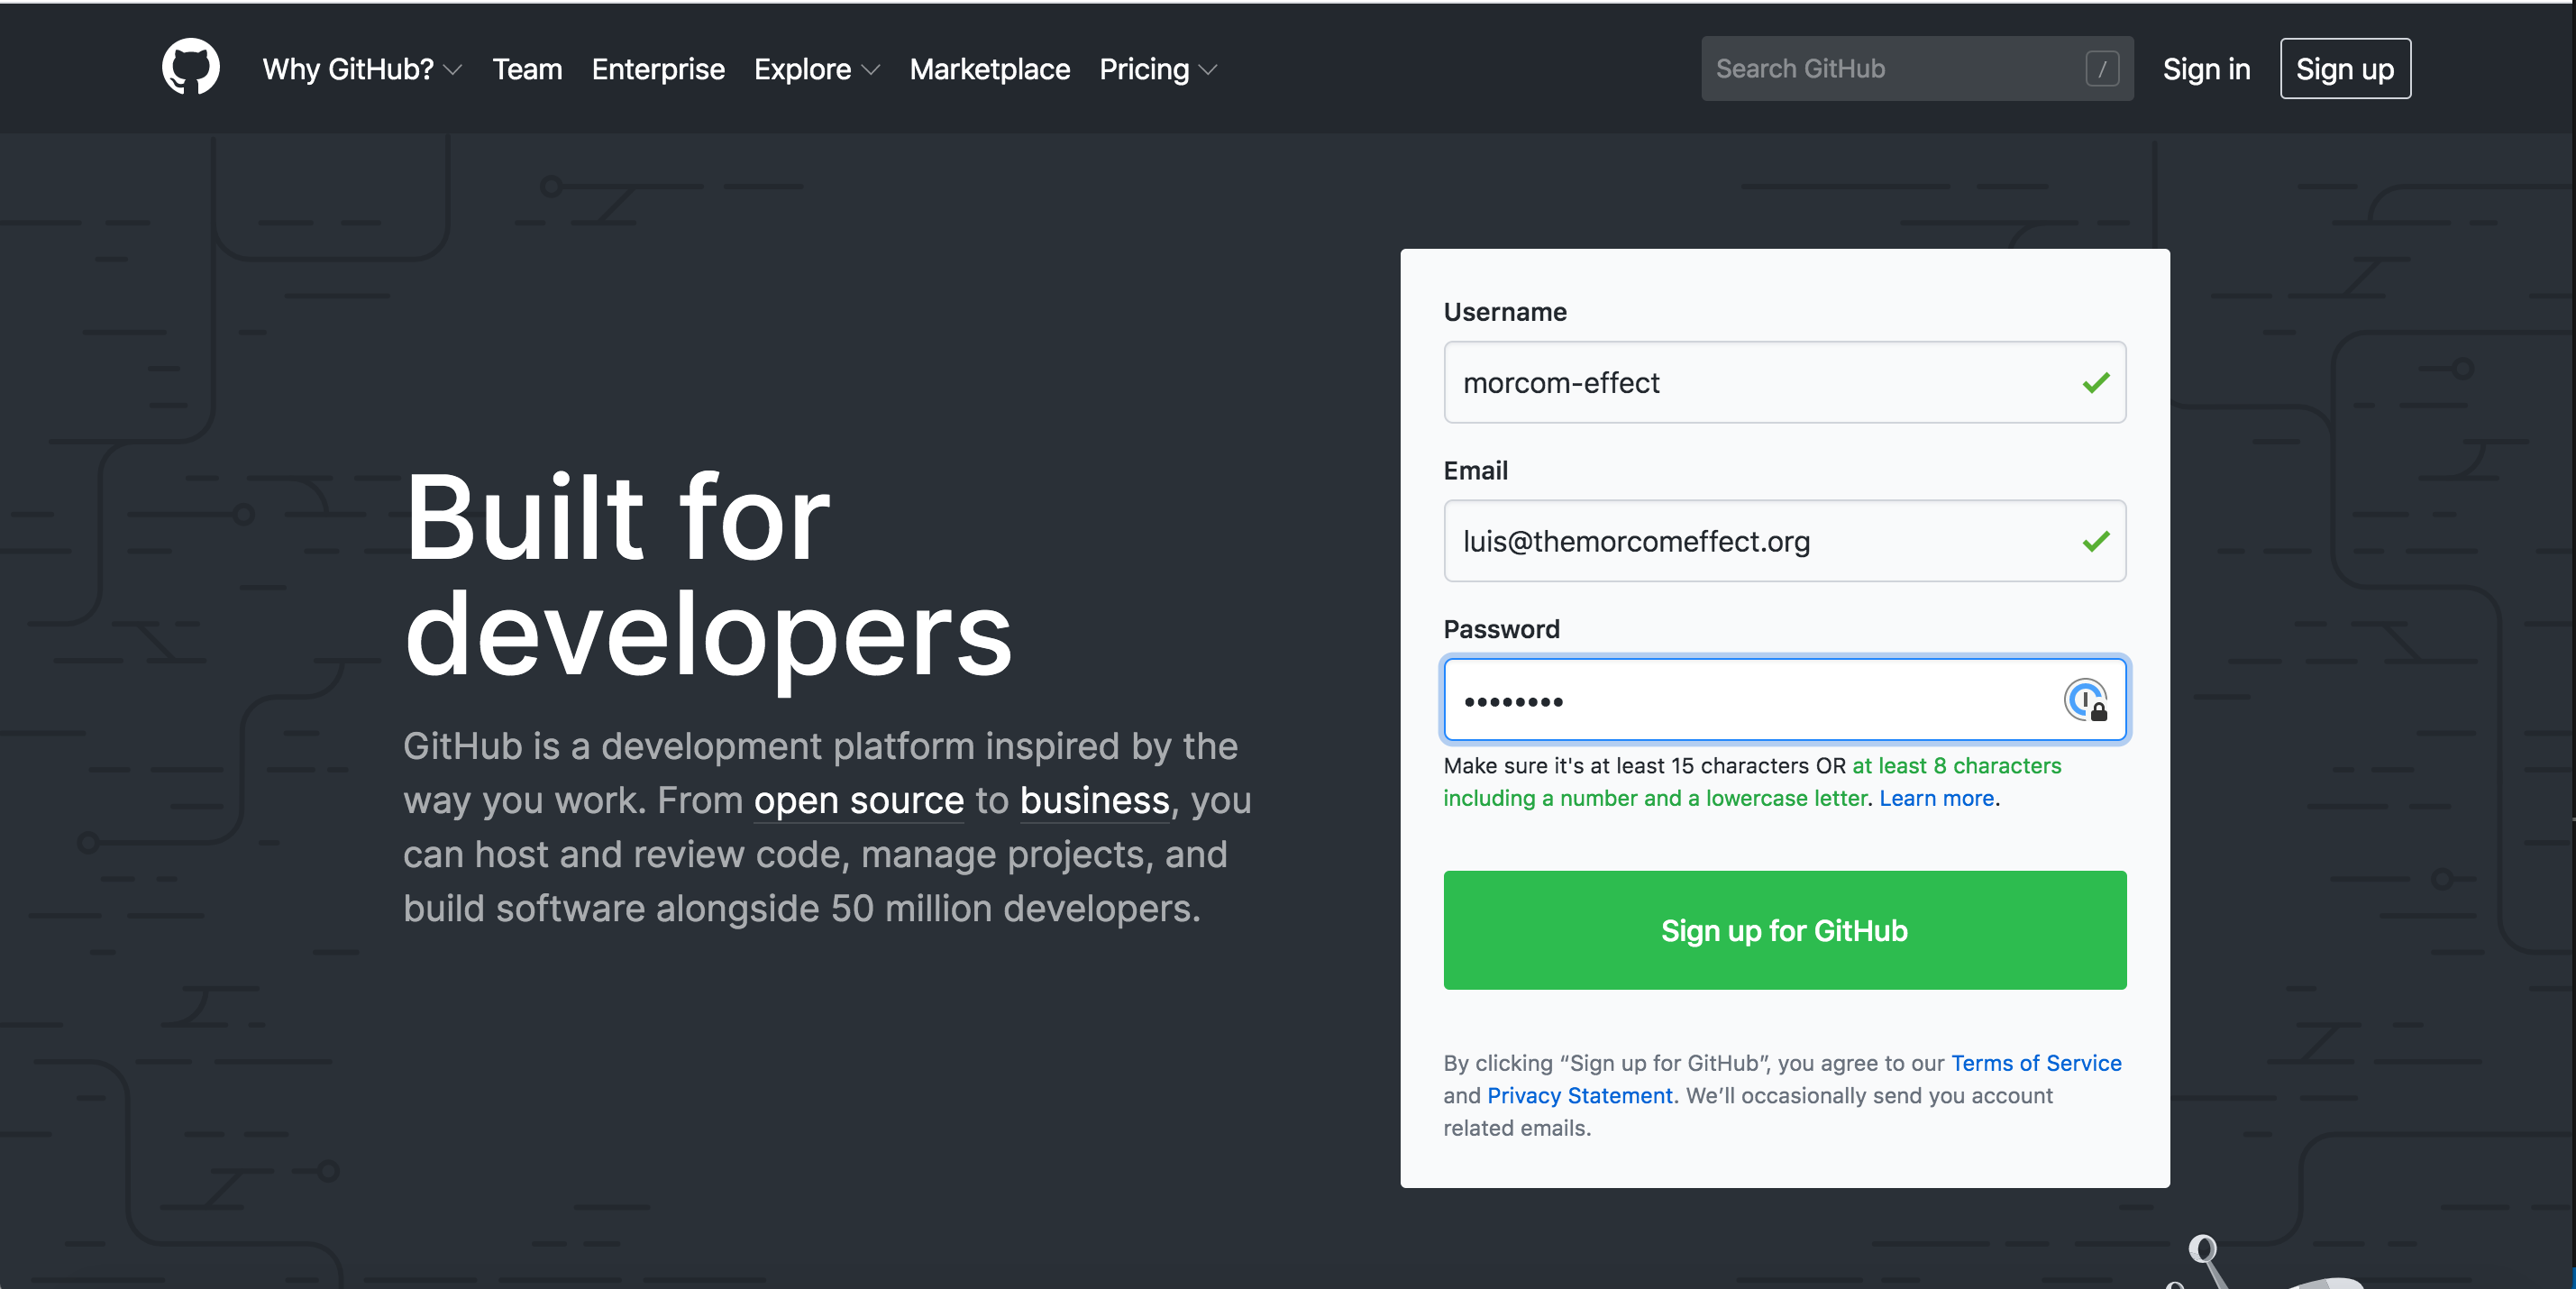 Why GitHub? Team Enterprise Explore Marketplace Pricing Search GitHub / Sign in Sign up
Built for
developers
GitHub is a development platform inspired by the
way you work. From open source to business, you
can host and review code, manage projects, and
build software alongside 50 million developers.
Username
morcom-effect
Email
luis@themorcomeffect.org
Password
••••••••
Make sure it's at least 15 characters OR at least 8 characters
including a number and a lowercase letter. Learn more.
Sign up for GitHub
By clicking “Sign up for GitHub”, you agree to our Terms of Service
and Privacy Statement. We’ll occasionally send you account
related emails.